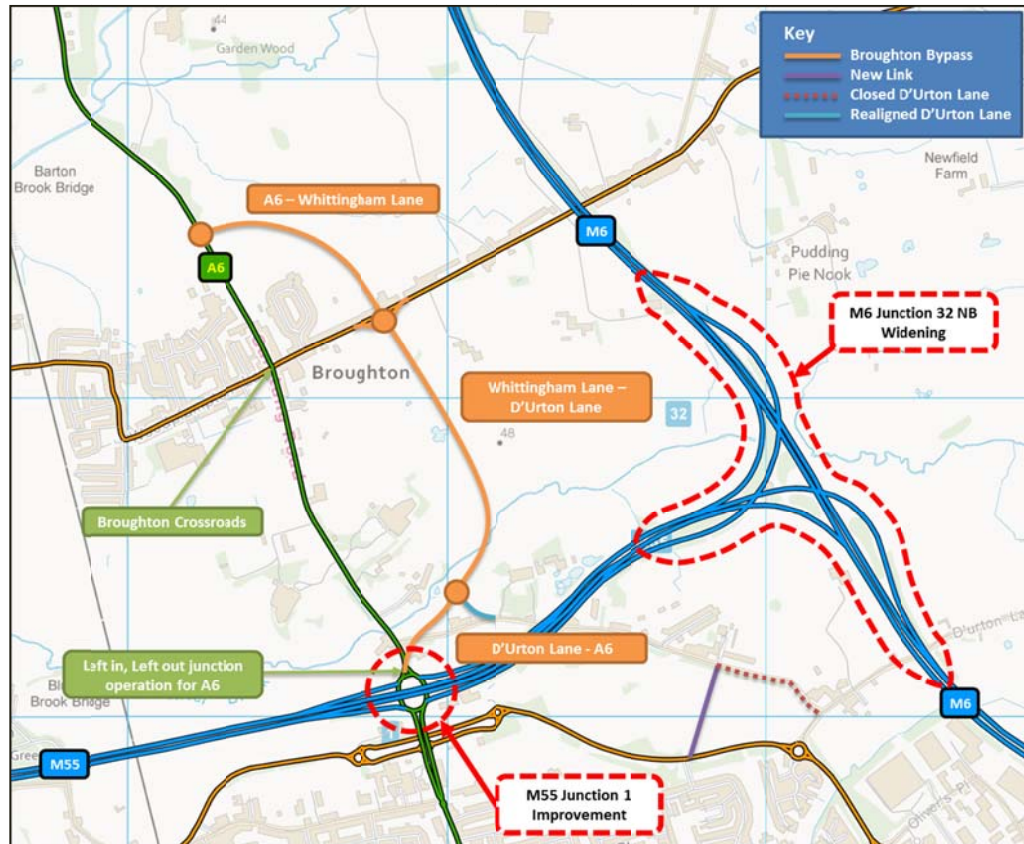 44
Garden Wood
Key
Broughton Bypass
New Link
Closed D'Urton Lane
Realigned D'Urton Lane
Barton
Brook Bridge
Newfield
Farm
A6 – Whittingham Lane
M6
A6
Pudding
Pie Nook
M6 Junction 32 NB
Widening
Broughton
Whittingham Lane –
D'Urton Lane
32
48
Broughton Crossroads
D'urton La
D'Urton Lane - A6
Left in, Left out junction
operation for A6
Brook Bridge
M6
M55
M55 Junction 1
Improvement